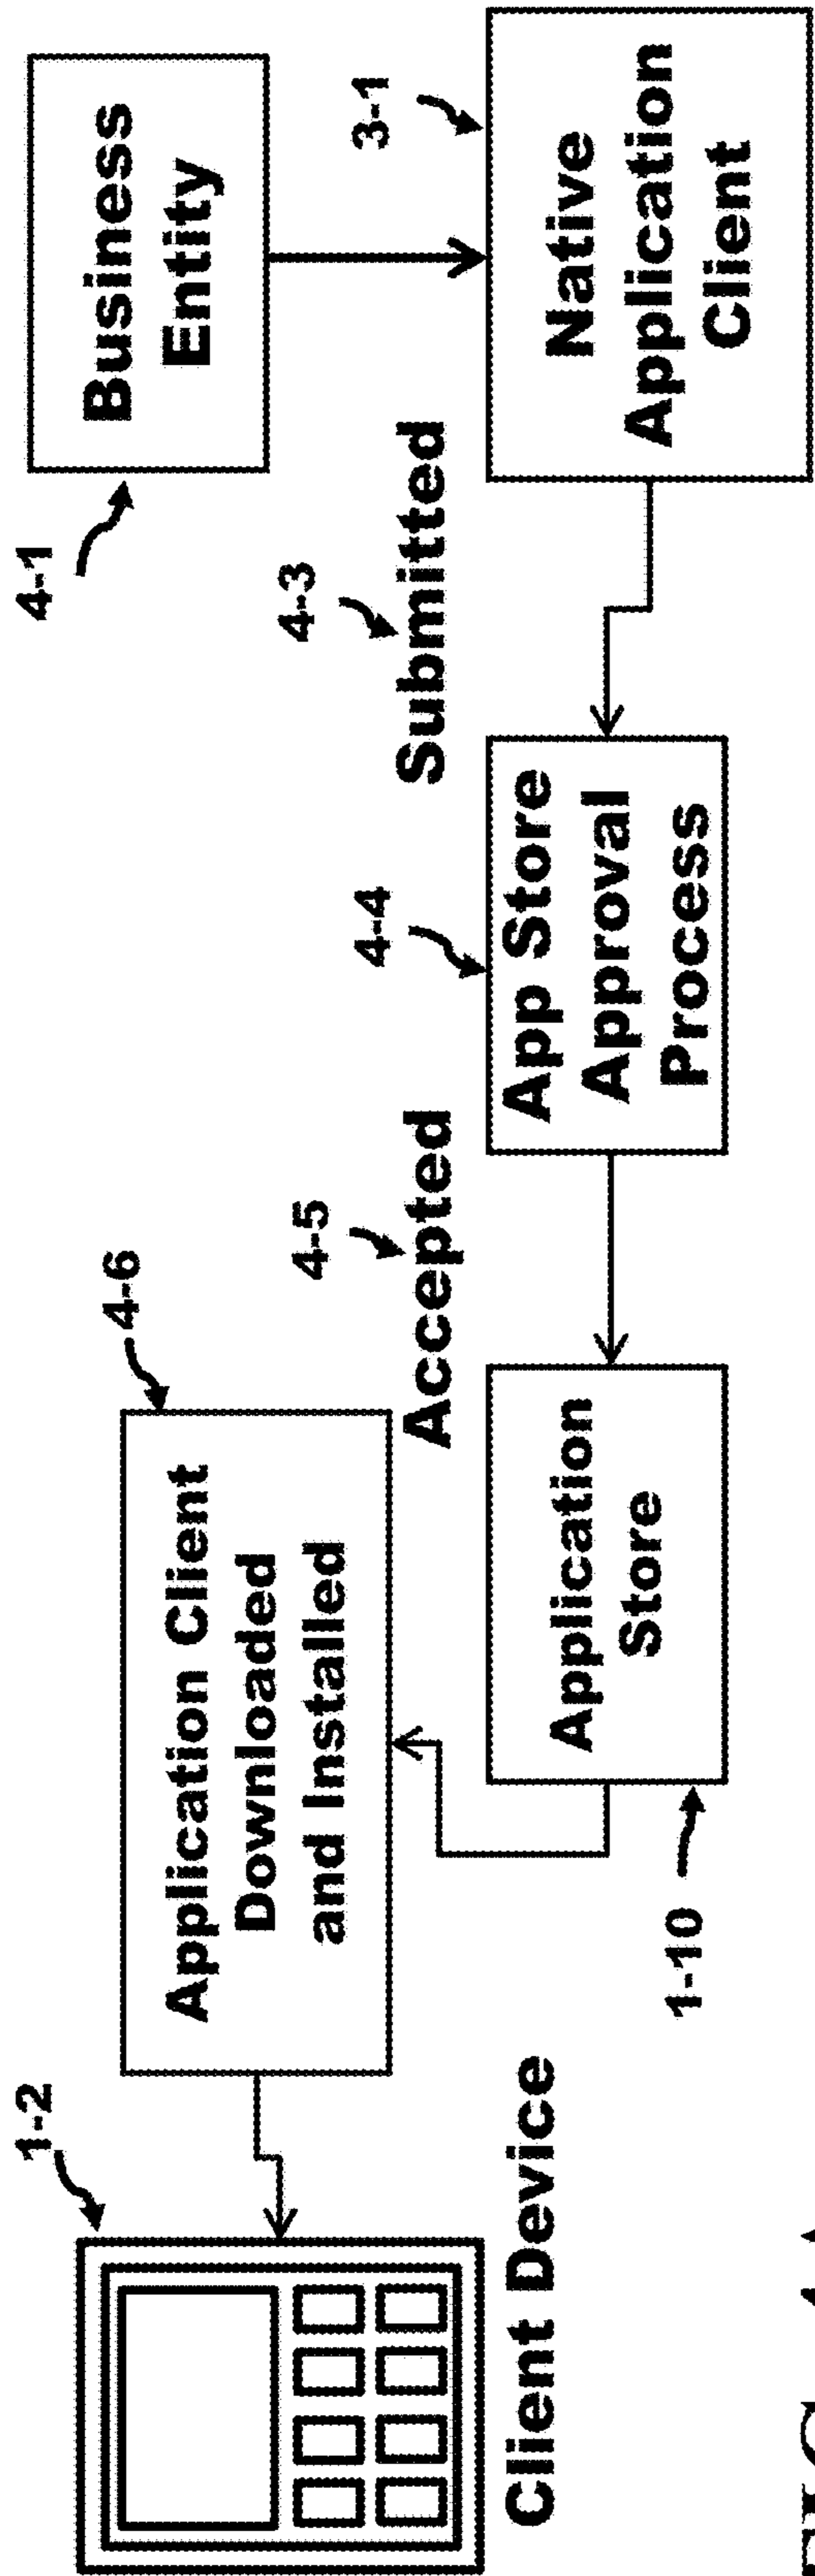 1-2
4-6
4-1
Application Client
Downloaded
and Installed
Business
Entity
4-5
4-3
Accepted
Submitted
Client Device
1-10
Application
Store
4-4
App Store
Approval
Process
3-1
Native
Application
Client